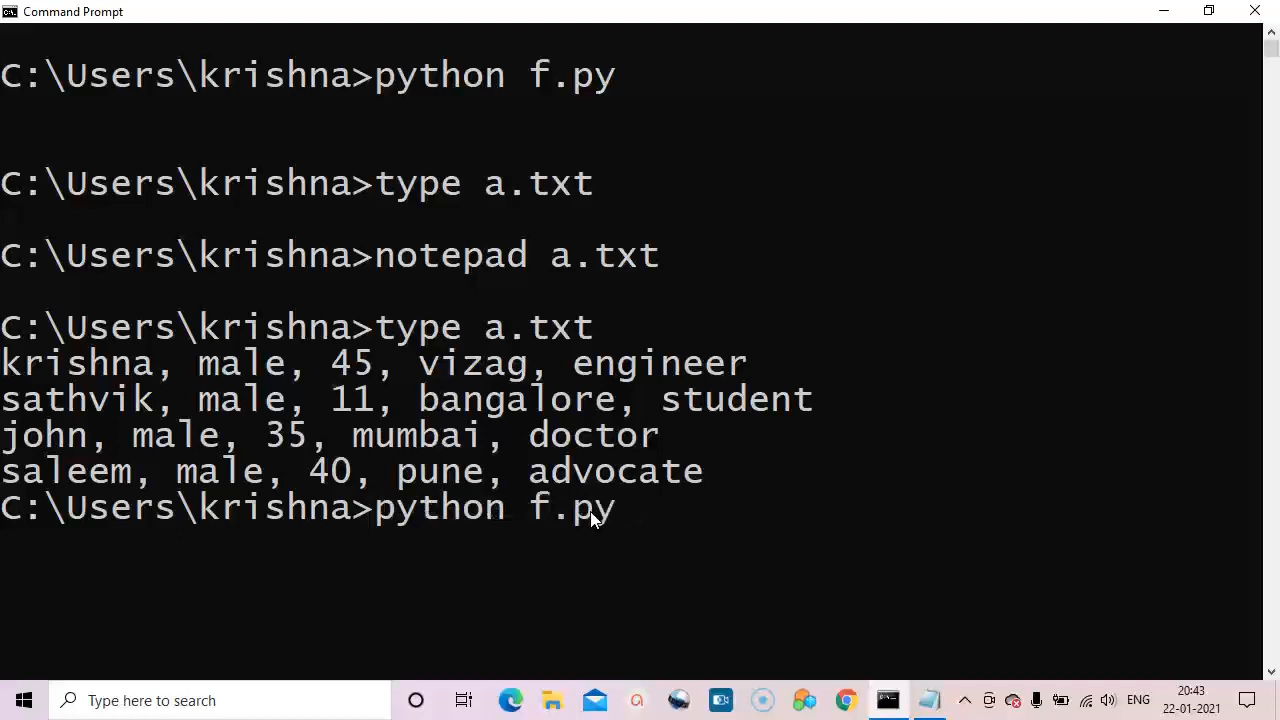 Command Prompt
C:\Users\krishna>python f.py
C:\Users\krishna>type a.txt
C:\Users\krishna>notepad a.txt
C:\Users\krishna>type a.txt
krishna, male, 45, vizag, engineer
sathvik, male, 11, bangalore, student
john, male, 35, mumbai, doctor
saleem, male, 40, pune, advocate
C:\Users\krishna>python f.py
Type here to search
ENG
20:43
22-01-2021